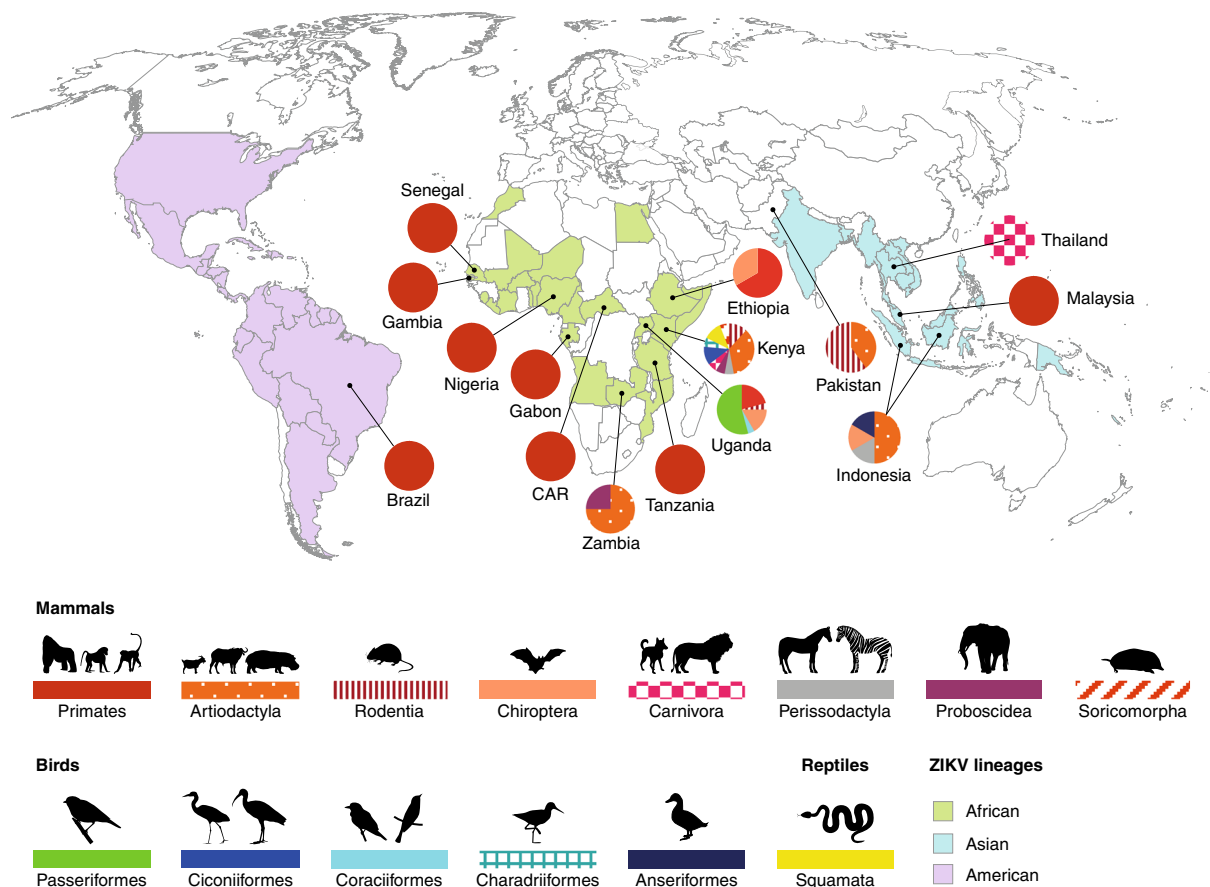 Senegal
Thailand
Gambia
Ethiopia
Malaysia
Nigeria
Kenya
Pakistan
Gabon
Uganda
Indonesia
Brazil
CAR
Tanzania
Zambia
Mammals
Primates
Artiodactyla
Rodentia
Chiroptera
Carnivora
Perissodactyla
Proboscidea
Soricomorpha
Birds
Reptiles
ZIKV lineages
African
Asian
American
Passeriformes
Ciconiiformes
Coraciiformes
Charadriiformes
Anseriformes
Squamata